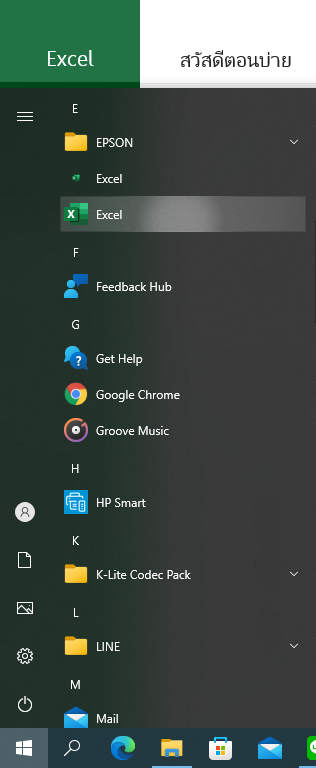 Excel
สวัสดีตอนบ่าย
E
EPSON
Excel
Excel
F
Feedback Hub
G
Get Help
Google Chrome
Groove Music
H
HP Smart
K
K-Lite Codec Pack
L
LINE
M
Mail